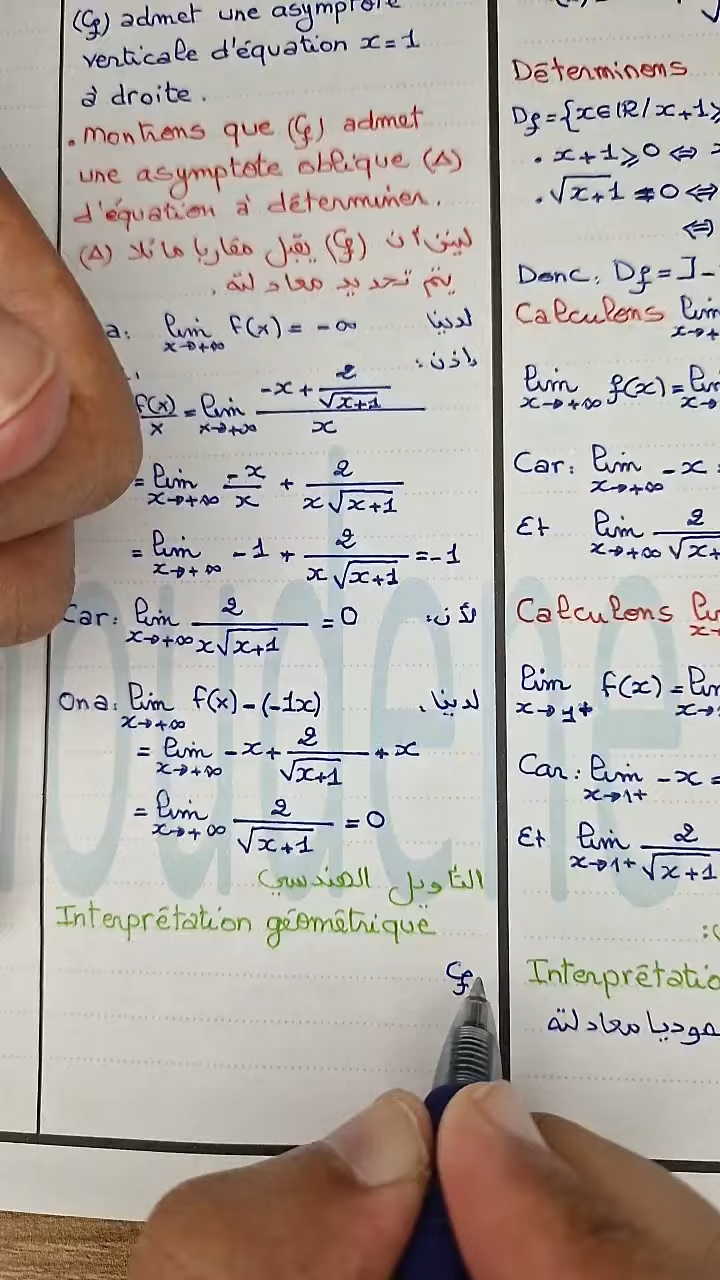 (Cf) admet une asymptote
verticale d'équation x=1
à droite.
. Montrons que (Cf) admet
une asymptote oblique (Δ)
d'équation à déterminer.
لنبين أن (Cf) يقبل مقاربا مائلا (Δ)
يتم تحديد معادلته.
a: lim x→+∞ f(x) = -∞ لدينا
إذن:
f(x)/x = lim x→+∞ (-x + 2/√(x+1))/x
= lim x→+∞ -x/x + 2/(x√(x+1))
= lim x→+∞ -1 + 2/(x√(x+1)) = -1
Car: lim x→+∞ 2/(x√(x+1)) = 0 لأن:
On a: lim x→+∞ f(x) - (-1x) لدينا:
= lim x→+∞ -x + 2/√(x+1) + x
= lim x→+∞ 2/√(x+1) = 0
التأويل الهندسي
Interprétation géométrique
Cf
Déterminons
Df = {x∈ℝ / x+1 ≥
. x+1 ≥ 0 ⇔
. √(x+1) ≠ 0 ⇔
⇔
Donc: Df = ]-
Calculons lim x→+
lim x→+∞ f(x) = lim x→
Car: lim x→+∞ -x =
Et lim x→+∞ 2/√(x+
Calculons
lim x→1+ f(x) = lim x→
Car: lim x→1+ -x =
Et lim x→1+ 2/√(x+1
Interprétatio
معادلته